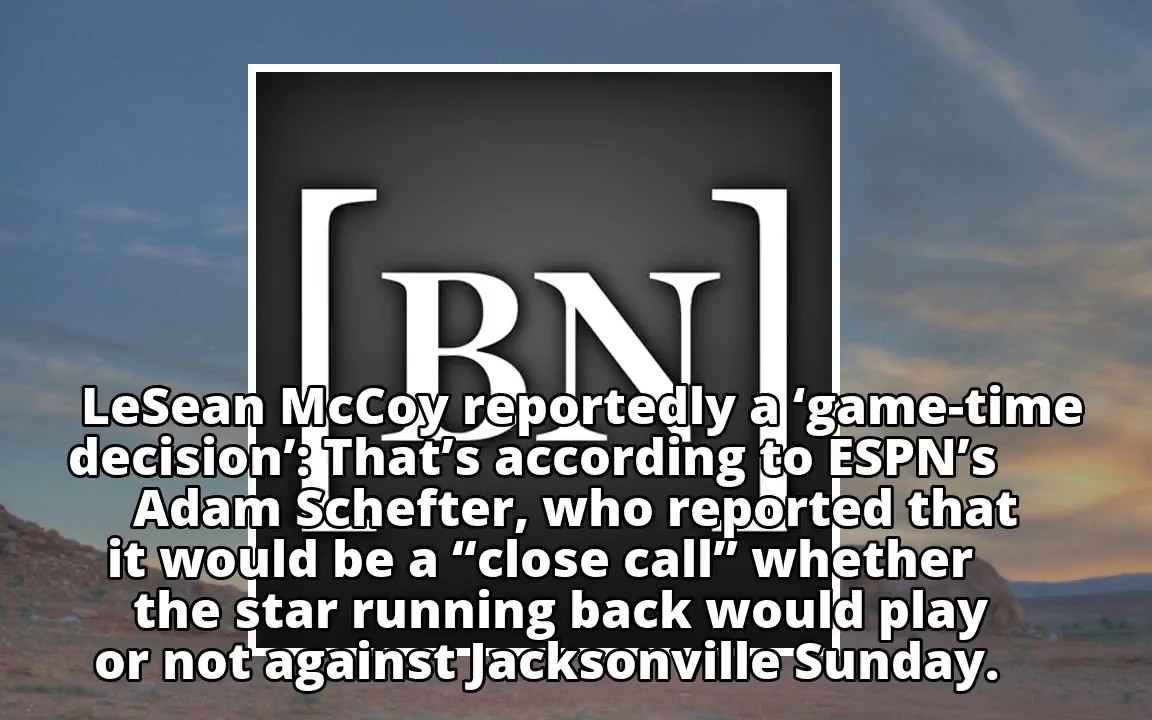 [BN]
LeSean McCoy reportedly a ‘game-time
decision’; That’s according to ESPN’s
Adam Schefter, who reported that
it would be a “close call” whether
the star running back would play
or not against Jacksonville Sunday.